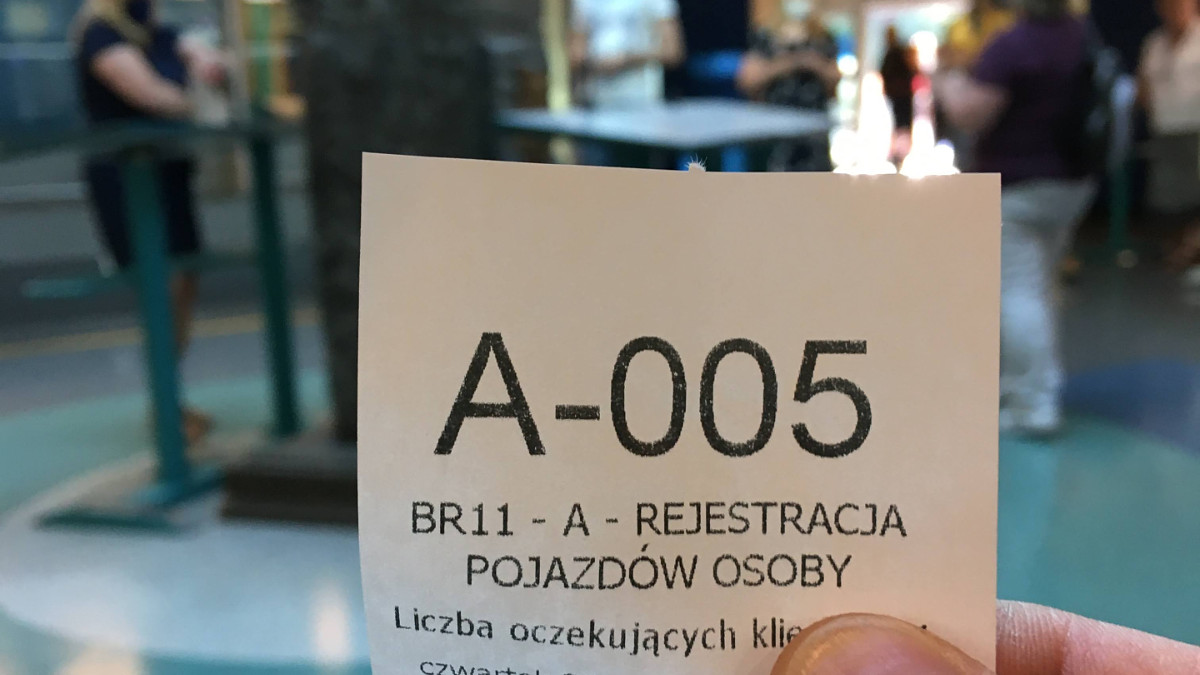 A-005
BR11 - A - REJESTRACJA
POJAZDÓW OSOBY
Liczba oczekujących